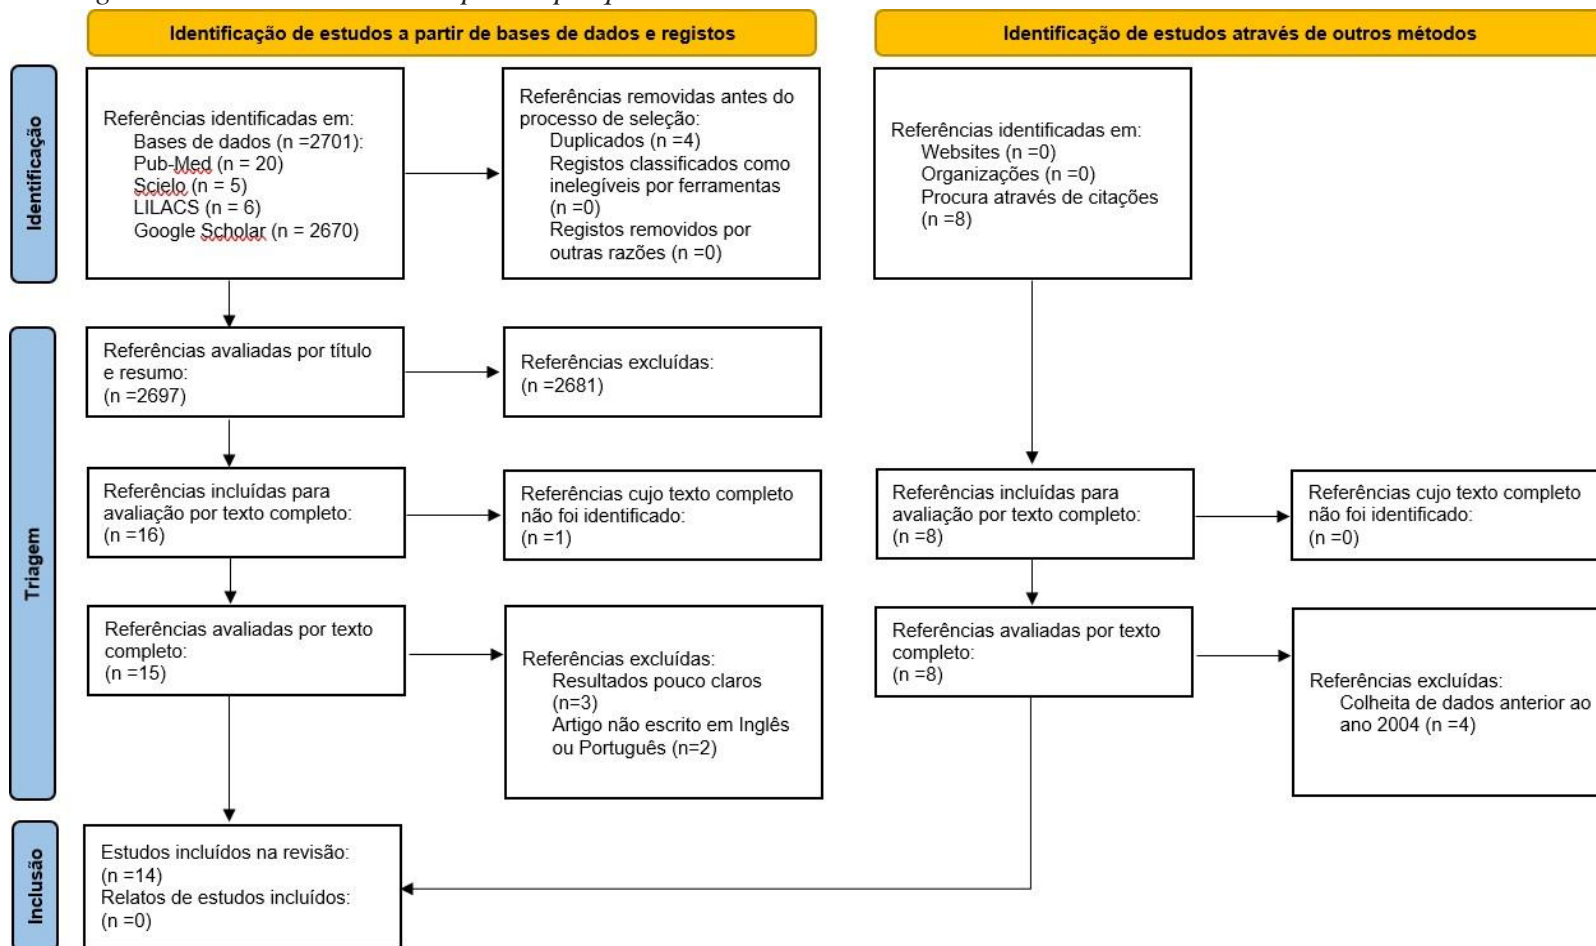 Identificação de estudos a partir de bases de dados e registos
Identificação de estudos através de outros métodos
Identificação
Referências identificadas em:
Bases de dados (n =2701):
Pub-Med (n = 20)
Scielo (n = 5)
LILACS (n = 6)
Google Scholar (n = 2670)
Referências removidas antes do
processo de seleção:
Duplicados (n =4)
Registos classificados como
inelegíveis por ferramentas
(n =0)
Registos removidos por
outras razões (n =0)
Referências identificadas em:
Websites (n =0)
Organizações (n =0)
Procura através de citações
(n =8)
Triagem
Referências avaliadas por título
e resumo:
(n =2697)
Referências excluídas:
(n =2681)
Referências incluídas para
avaliação por texto completo:
(n =16)
Referências cujo texto completo
não foi identificado:
(n =1)
Referências incluídas para
avaliação por texto completo:
(n =8)
Referências cujo texto completo
não foi identificado:
(n =0)
Referências avaliadas por texto
completo:
(n =15)
Referências excluídas:
Resultados pouco claros
(n=3)
Artigo não escrito em Inglês
ou Português (n=2)
Referências avaliadas por texto
completo:
(n =8)
Referências excluídas:
Colheita de dados anterior ao
ano 2004 (n =4)
Inclusão
Estudos incluídos na revisão:
(n =14)
Relatos de estudos incluídos:
(n =0)